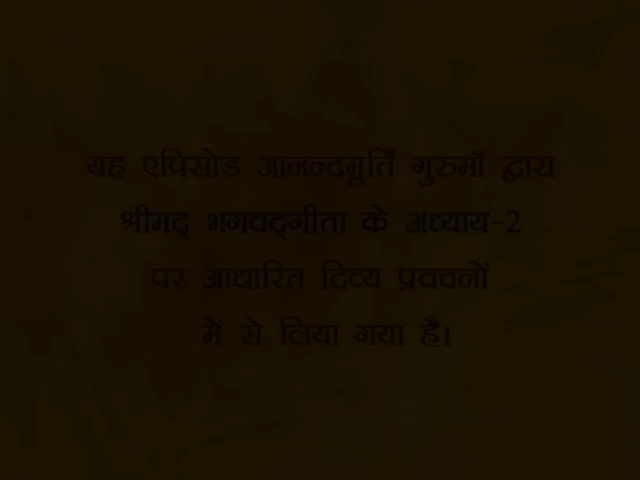 यह एपिसोड आनन्दमूर्ति गुरुमाँ द्वारा
श्रीमद् भगवद्गीता के अध्याय-2
पर आधारित दिव्य प्रवचनों
में से लिया गया है।